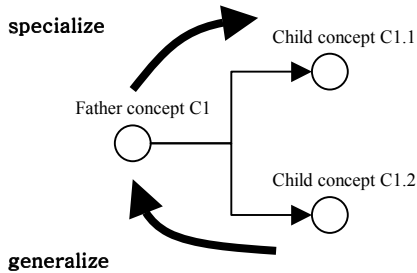 specialize
Child concept C1.1
Father concept C1
Child concept C1.2
generalize